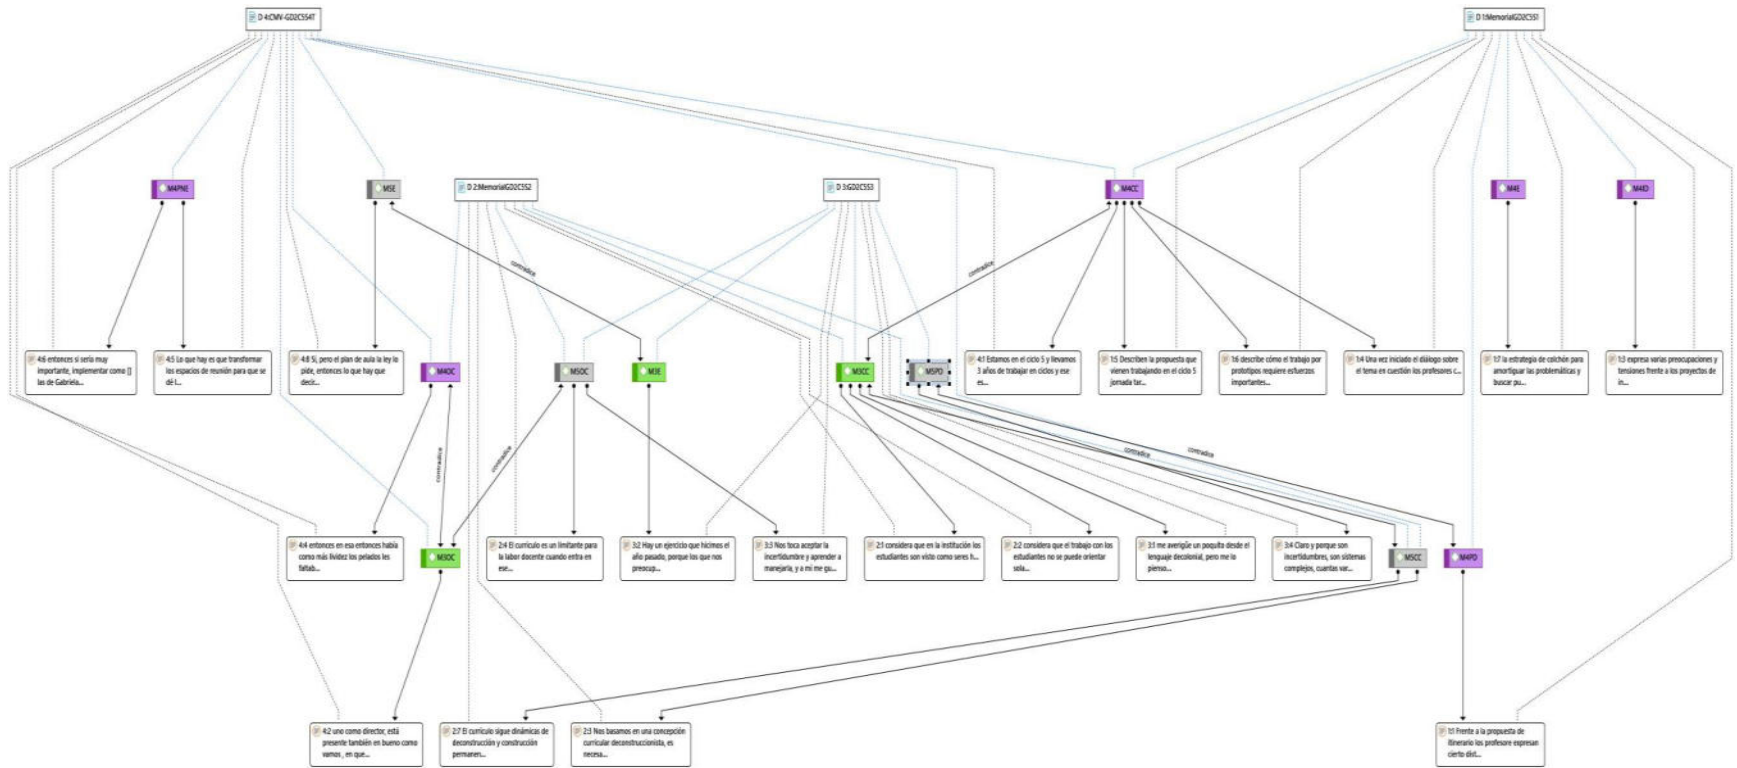 D 4:CMV-GD2C5S4T
D 1:MemorialGD2C5S1
M4PNE
M5E
D 2:MemorialGD2C5S2
D 3:GD2C5S3
M4CC
M4E
M4ID
contradice
contradice
4:6 entonces si sería muy
importante, implementar como []
las de Gabriela...
4:5 Lo que hay es que transformar
los espacios de reunión para que se
dé l...
4:8 Si, pero el plan de aula la ley lo
pide, entonces lo que hay que
decir...
M4OC
M5OC
M3E
M3CC
M5PD
4:1 Estamos en el ciclo 5 y llevamos
3 años de trabajar en ciclos y ese
es...
1:5 Describen la propuesta que
vienen trabajando en el ciclo 5
jornada tar...
1:6 describe cómo el trabajo por
prototipos requiere esfuerzos
importantes...
1:4 Una vez iniciado el diálogo sobre
el tema en cuestión los profesores c...
1:7 la estrategia de colchón para
amortiguar las problemáticas y
buscar pu...
1:3 expresa varias preocupaciones y
tensiones frente a los proyectos de
in...
contradice
contradice
contradice
contradice
4:4 entonces en esa entonces había
como más lividez los pelados les
faltab...
M3OC
2:4 El currículo es un limitante para
la labor docente cuando entra en
ese...
3:2 Hay un ejercicio que hicimos el
año pasado, porque los que nos
preocup...
3:3 Nos toca aceptar la
incertidumbre y aprender a
manejarla, y a mi me gu...
2:1 considera que en la institución los
estudiantes son visto como seres h...
2:2 considera que el trabajo con los
estudiantes no se puede orientar
sola...
3:1 me averigüe un poquito desde el
lenguaje decolonial, pero me lo
pienso...
3:4 Claro y porque son
incertidumbres, son sistemas
complejos, cuantas var...
M5CC
M4PD
4:2 uno como director, está
presente también en bueno como
vamos , en que...
2:7 El currículo sigue dinámicas de
deconstrucción y construcción
permanen...
2:3 Nos basamos en una concepción
curricular deconstruccionista, es
necesa...
1:1 Frente a la propuesta de
itinerario los profesore expresan
cierto dist...